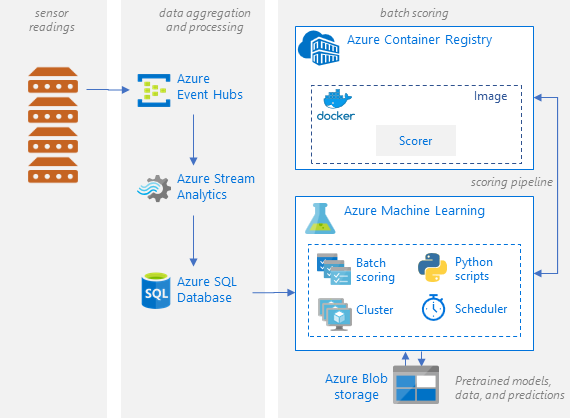 sensor
readings
data aggregation
and processing
batch scoring
Azure Container Registry
Azure
Event Hubs
docker
Image
Scorer
Azure Stream
Analytics
scoring pipeline
Azure Machine Learning
Batch
scoring
Python
scripts
SQL
Azure SQL
Database
Cluster
Scheduler
Azure Blob
storage
Pretrained models,
data, and predictions